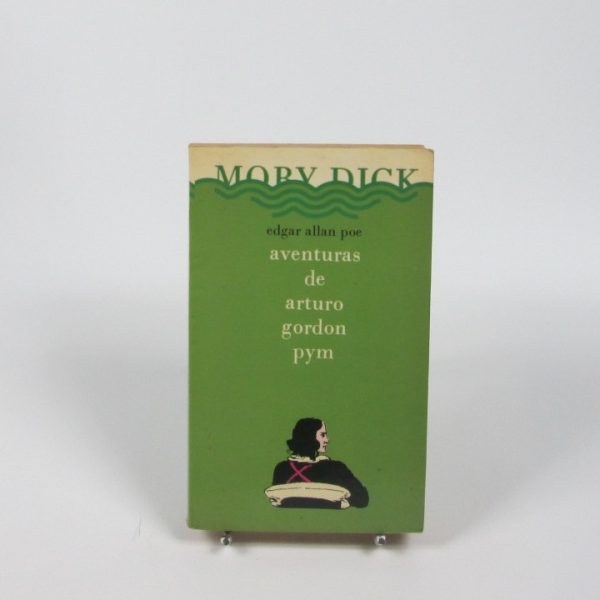 MOBY DICK
edgar allan poe
aventuras
de
arturo
gordon
pym